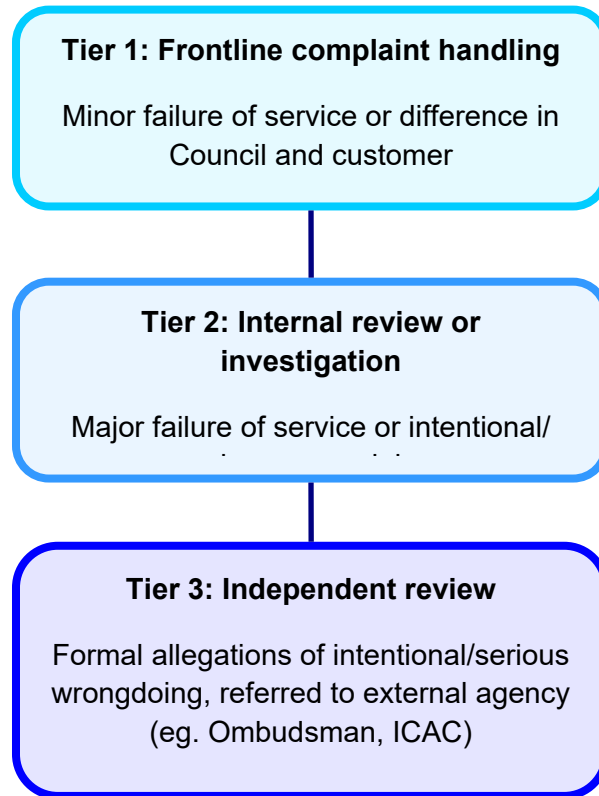 Tier 1: Frontline complaint handling
Minor failure of service or difference in
Council and customer
Tier 2: Internal review or
investigation
Major failure of service or intentional/
Tier 3: Independent review
Formal allegations of intentional/serious
wrongdoing, referred to external agency
(eg. Ombudsman, ICAC)